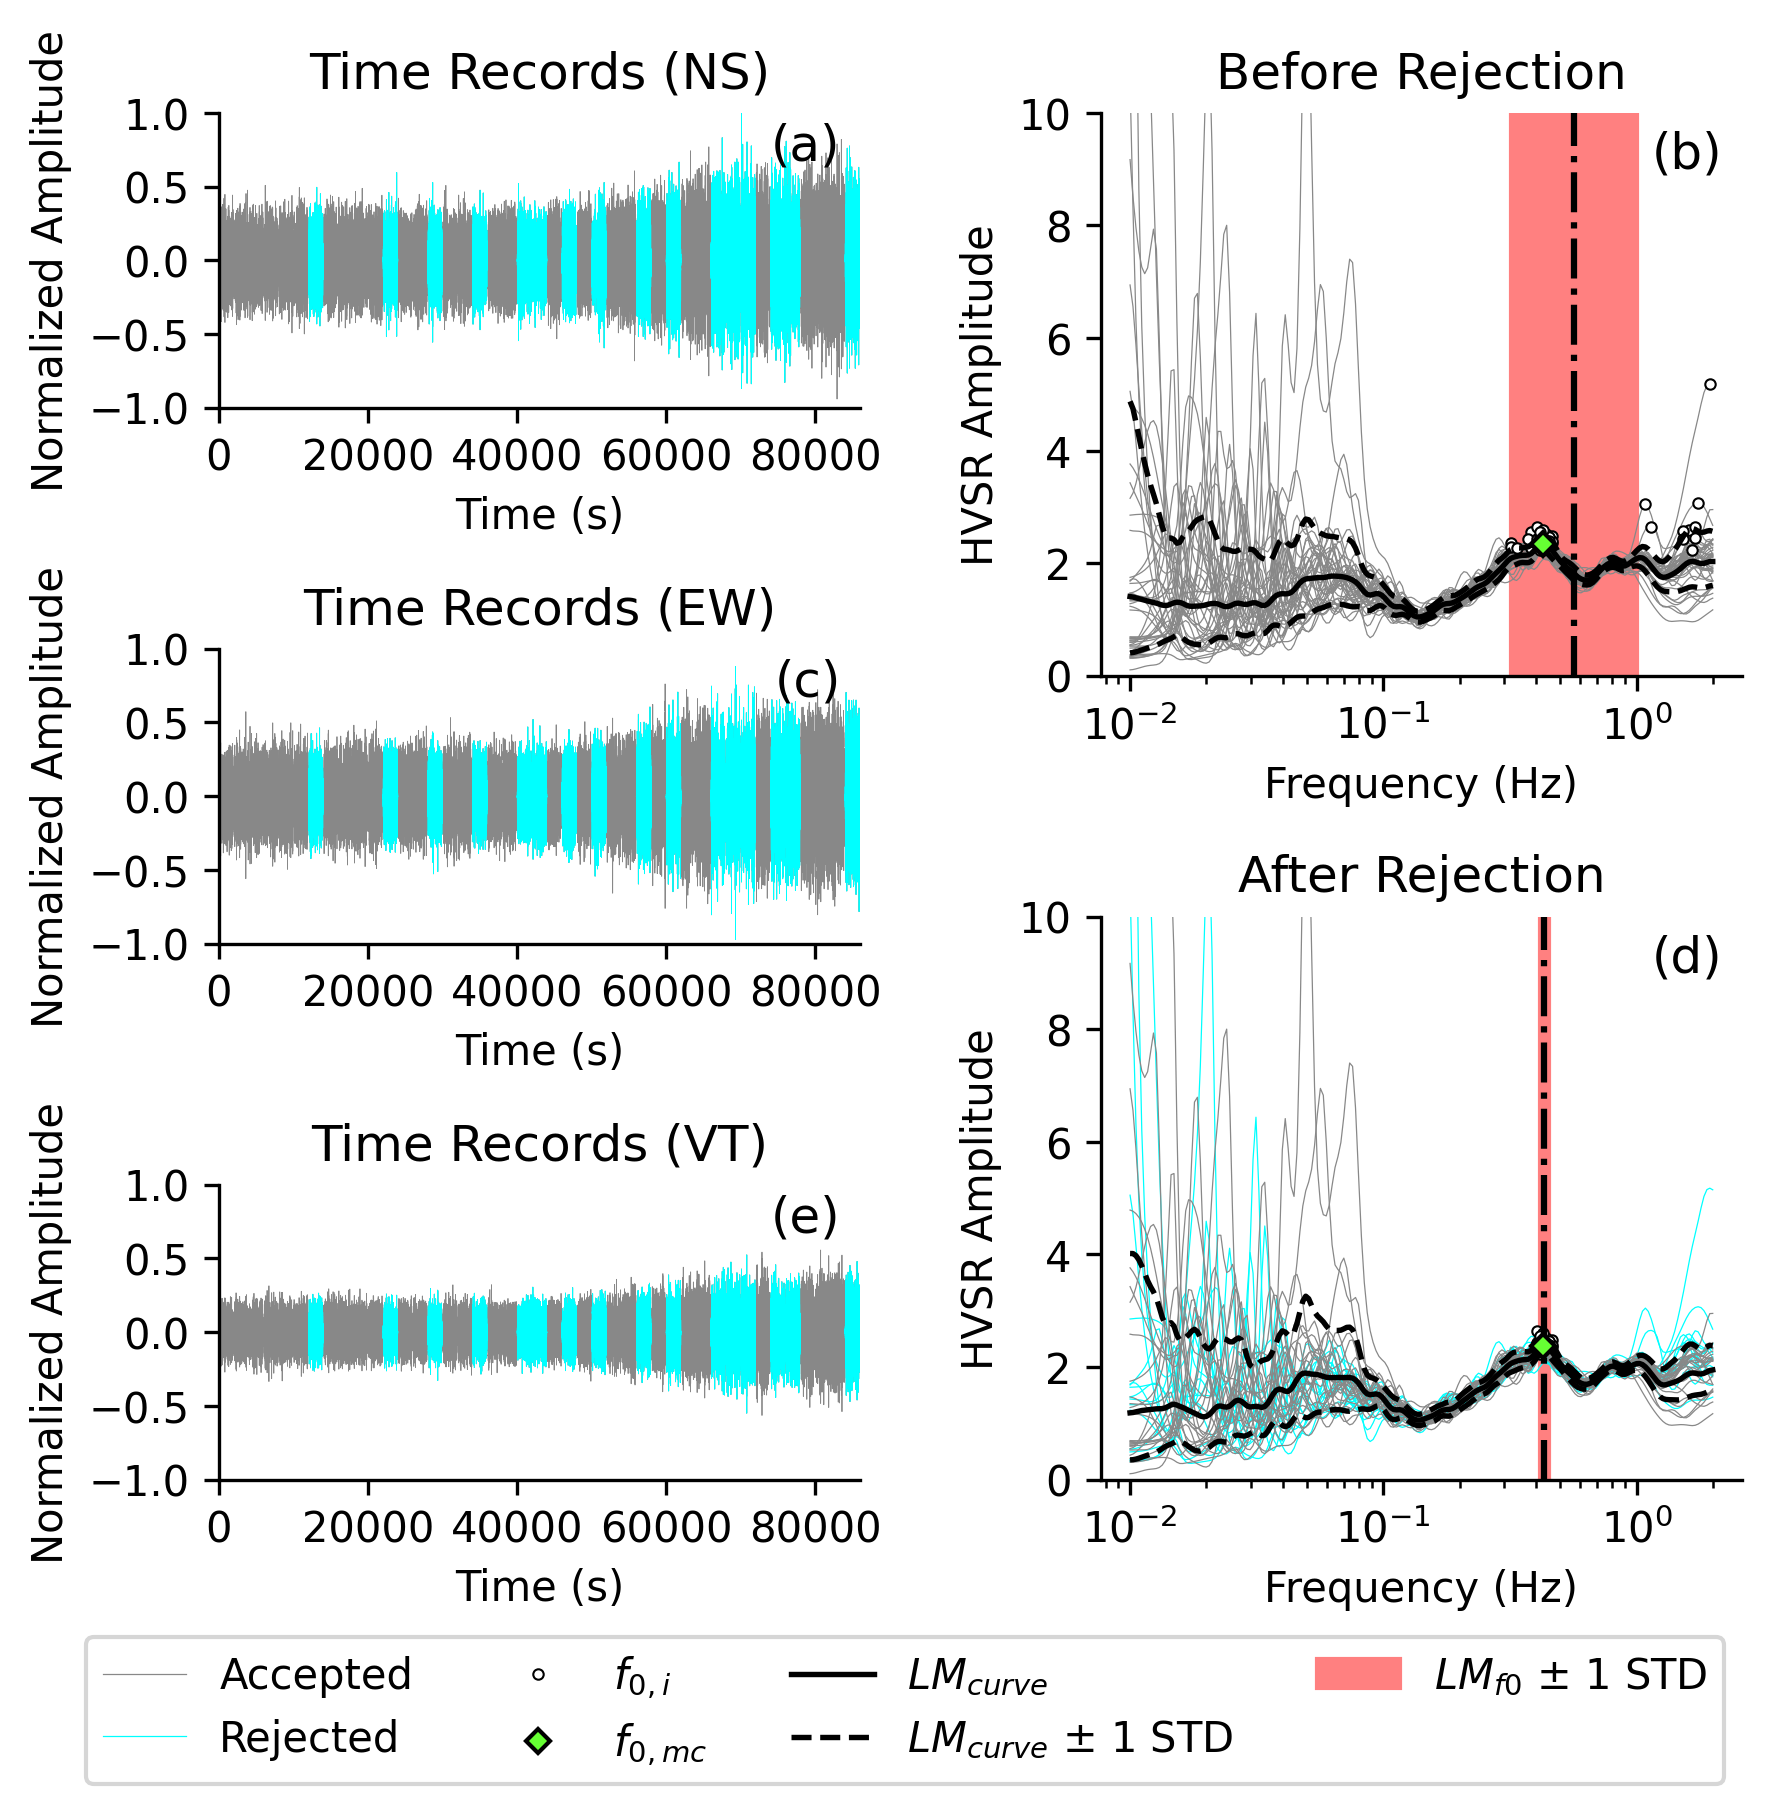 Time Records (NS)
Normalized Amplitude
1.0
0.5
0.0
−0.5
−1.0
(a)
0 20000 40000 60000 80000
Time (s)
Before Rejection
HVSR Amplitude
10
8
6
4
2
0
(b)
10⁻² 10⁻¹ 10⁰
Frequency (Hz)
Time Records (EW)
Normalized Amplitude
1.0
0.5
0.0
−0.5
−1.0
(c)
0 20000 40000 60000 80000
Time (s)
After Rejection
HVSR Amplitude
10
8
6
4
2
0
(d)
10⁻² 10⁻¹ 10⁰
Frequency (Hz)
Time Records (VT)
Normalized Amplitude
1.0
0.5
0.0
−0.5
−1.0
(e)
0 20000 40000 60000 80000
Time (s)
Accepted
Rejected
f0,i
f0,mc
LMcurve
LMcurve ± 1 STD
LMf0 ± 1 STD